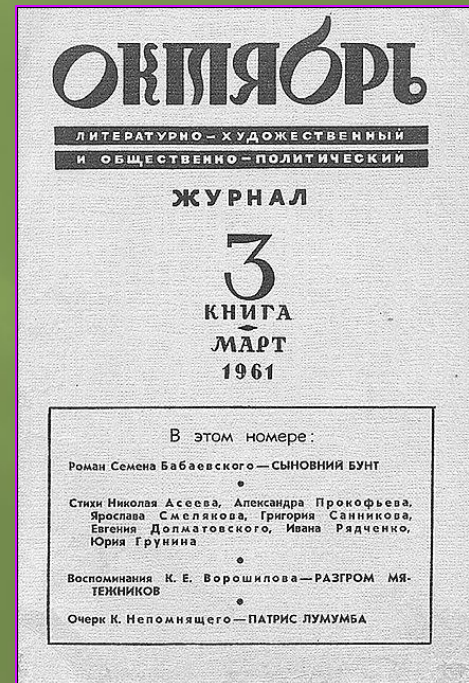 ОКТЯБРЬ
ЛИТЕРАТУРНО-ХУДОЖЕСТВЕННЫЙ
И ОБЩЕСТВЕННО-ПОЛИТИЧЕСКИЙ
ЖУРНАЛ
3
КНИГА
МАРТ
1961
В этом номере:
Роман Семена Бабаевского — СЫНОВНИЙ БУНТ
Стихи Николая Асеева, Александра Прокофьева,
Ярослава Смелякова, Григория Санникова,
Евгения Долматовского, Ивана Рядченко,
Юрия Грунина
Воспоминания К. Е. Ворошилова — РАЗГРОМ МЯ-
ТЕЖНИКОВ
Очерк К. Непомнящего — ПАТРИС ЛУМУМБА